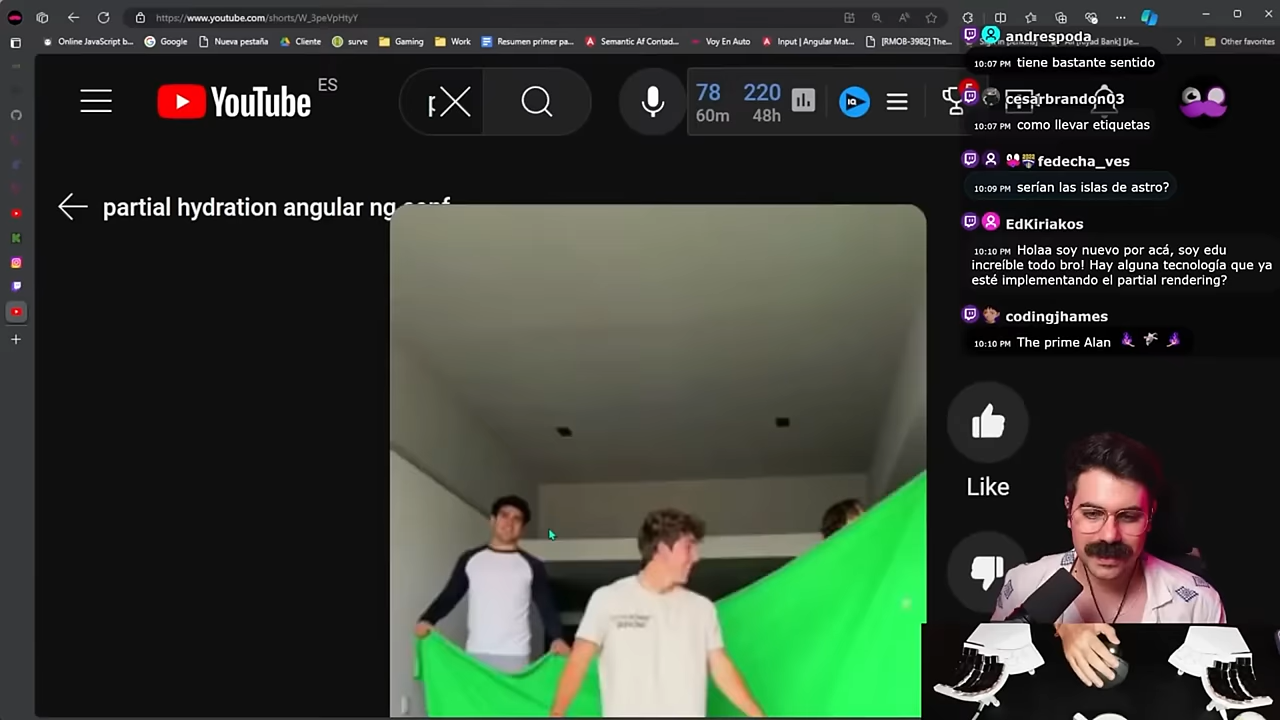 https://www.youtube.com/shorts/W_3peVpHtyY
Online JavaScript b...
Google
Nueva pestaña
Cliente
surve
Gaming
Work
Resumen primer pa...
Semantic Af Contad...
Voy En Auto
Input | Angular Mat...
[RMOB-3982] [The...
Other favorites
YouTube
ES
78
220
60m
48h
partial hydration angular ng conf
andrespoda
10:07 PM tiene bastante sentido
cesarbrandon03
10:07 PM como llevar etiquetas
fedecha_ves
10:09 PM serían las islas de astro?
EdKiriakos
10:10 PM Holaa soy nuevo por acá, soy edu
increíble todo bro! Hay alguna tecnología que ya
esté implementando el partial rendering?
codingjhames
10:10 PM The prime Alan
Like